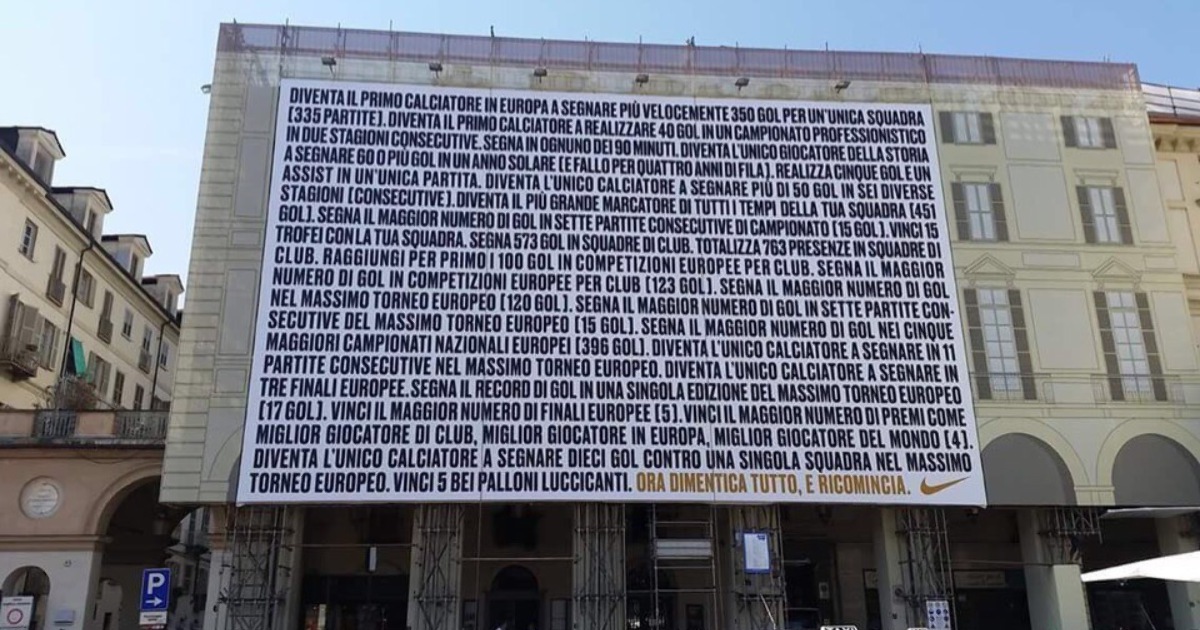 DIVENTA IL PRIMO CALCIATORE IN EUROPA A SEGNARE PIÙ VELOCEMENTE 350 GOL PER UN'UNICA SQUADRA
[335 PARTITE]. DIVENTA IL PRIMO CALCIATORE A REALIZZARE 40 GOL IN UN CAMPIONATO PROFESSIONISTICO
IN DUE STAGIONI CONSECUTIVE. SEGNA IN OGNUNO DEI 90 MINUTI. DIVENTA L'UNICO GIOCATORE DELLA STORIA
A SEGNARE 60 O PIÙ GOL IN UN ANNO SOLARE [E FALLO PER QUATTRO ANNI DI FILA]. REALIZZA CINQUE GOL E UN
ASSIST IN UN'UNICA PARTITA. DIVENTA L'UNICO CALCIATORE A SEGNARE PIÙ DI 50 GOL IN SEI DIVERSE
STAGIONI [CONSECUTIVE]. DIVENTA IL PIÙ GRANDE MARCATORE DI TUTTI I TEMPI DELLA TUA SQUADRA [451
GOL]. SEGNA IL MAGGIOR NUMERO DI GOL IN SETTE PARTITE CONSECUTIVE DI CAMPIONATO [15 GOL]. VINCI 15
TROFEI CON LA TUA SQUADRA. SEGNA 573 GOL IN SQUADRE DI CLUB. TOTALIZZA 763 PRESENZE IN SQUADRE DI
CLUB. RAGGIUNGI PER PRIMO I 100 GOL IN COMPETIZIONI EUROPEE PER CLUB. SEGNA IL MAGGIOR
NUMERO DI GOL IN COMPETIZIONI EUROPEE PER CLUB [123 GOL]. SEGNA IL MAGGIOR NUMERO DI GOL
NEL MASSIMO TORNEO EUROPEO [120 GOL]. SEGNA IL MAGGIOR NUMERO DI GOL IN SETTE PARTITE CON-
SECUTIVE DEL MASSIMO TORNEO EUROPEO [15 GOL]. SEGNA IL MAGGIOR NUMERO DI GOL NEI CINQUE
MAGGIORI CAMPIONATI NAZIONALI EUROPEI [396 GOL]. DIVENTA L'UNICO CALCIATORE A SEGNARE IN 11
PARTITE CONSECUTIVE NEL MASSIMO TORNEO EUROPEO. DIVENTA L'UNICO CALCIATORE A SEGNARE IN
TRE FINALI EUROPEE. SEGNA IL RECORD DI GOL IN UNA SINGOLA EDIZIONE DEL MASSIMO TORNEO EUROPEO
[17 GOL]. VINCI IL MAGGIOR NUMERO DI FINALI EUROPEE [5]. VINCI IL MAGGIOR NUMERO DI PREMI COME
MIGLIOR GIOCATORE DI CLUB, MIGLIOR GIOCATORE IN EUROPA, MIGLIOR GIOCATORE DEL MONDO [4].
DIVENTA L'UNICO CALCIATORE A SEGNARE DIECI GOL CONTRO UNA SINGOLA SQUADRA NEL MASSIMO
TORNEO EUROPEO. VINCI 5 BEI PALLONI LUCCICANTI. ORA DIMENTICA TUTTO, E RICOMINCIA.
P